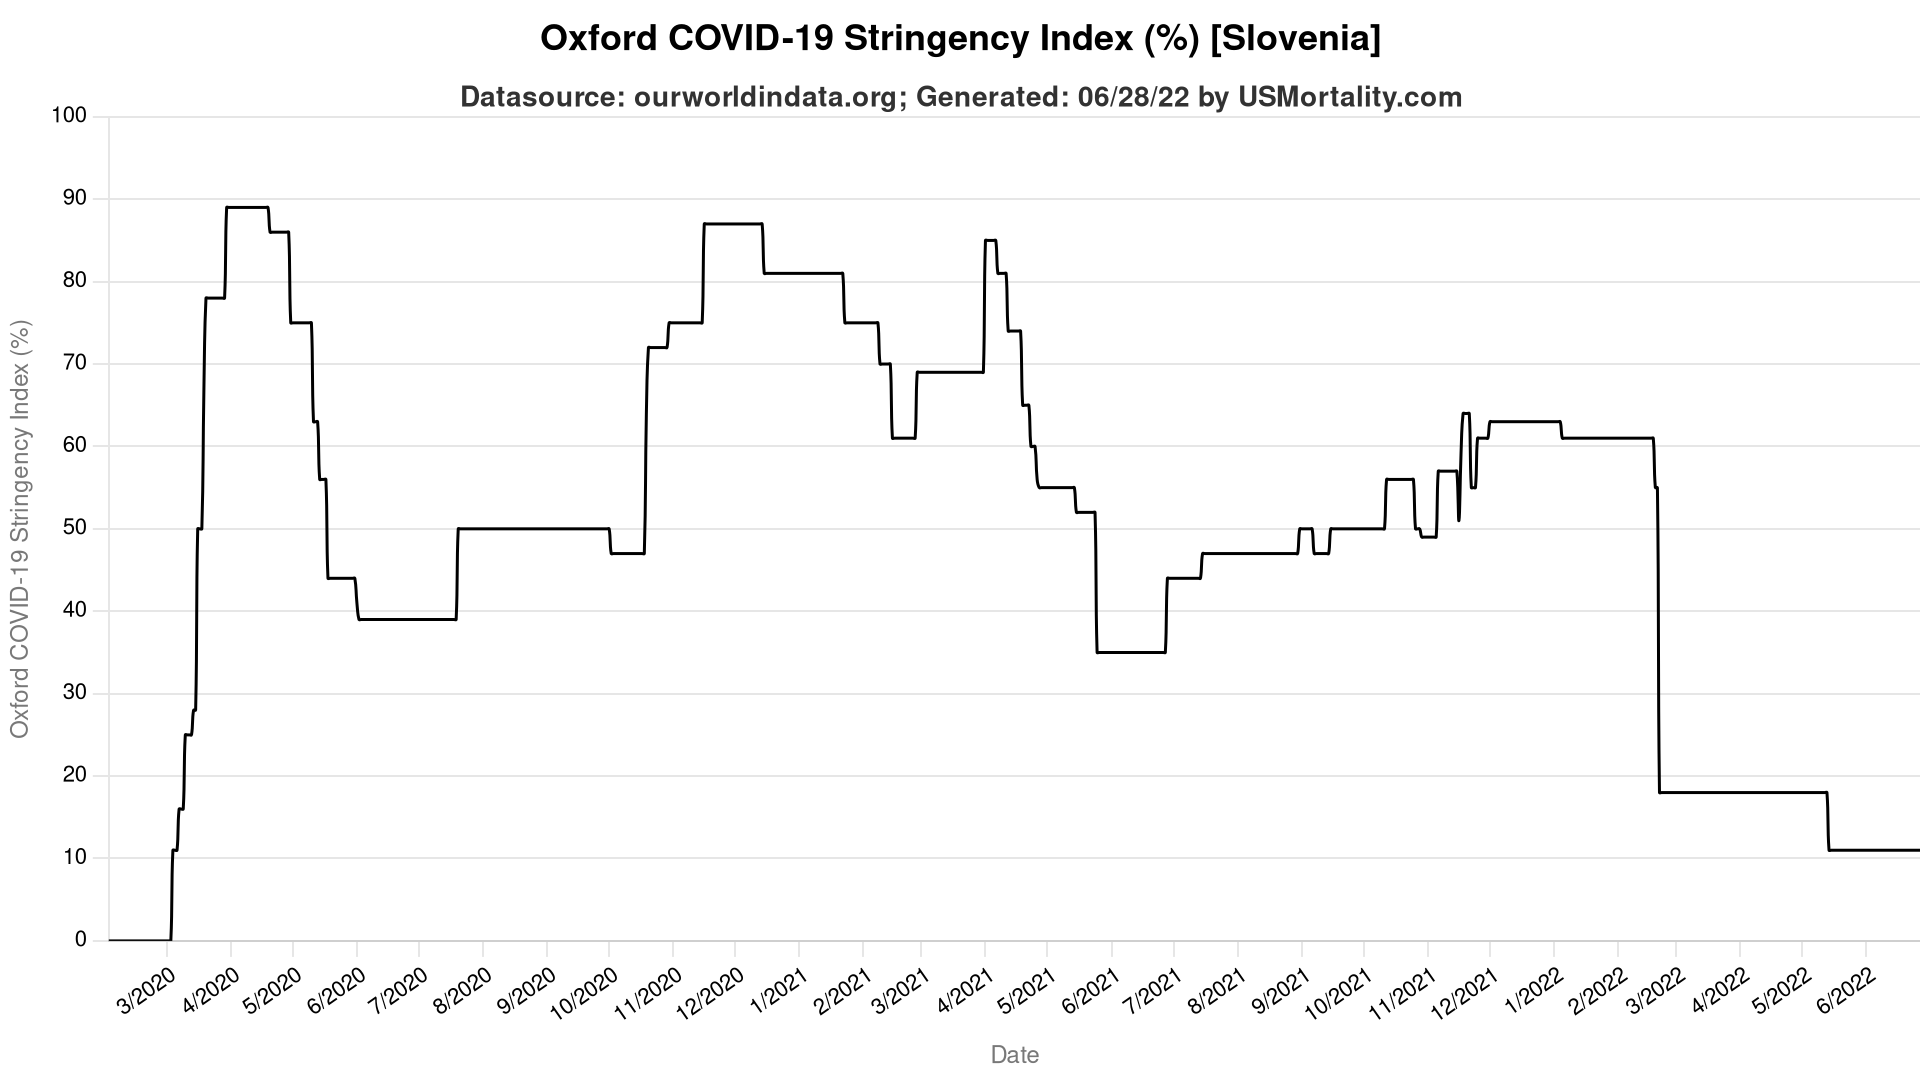 Oxford COVID-19 Stringency Index (%) [Slovenia]
Datasource: ourworldindata.org; Generated: 06/28/22 by USMortality.com
Oxford COVID-19 Stringency Index (%)
100
90
80
70
60
50
40
30
20
10
0
3/2020 4/2020 5/2020 6/2020 7/2020 8/2020 9/2020 10/2020 11/2020 12/2020 1/2021 2/2021 3/2021 4/2021 5/2021 6/2021 7/2021 8/2021 9/2021 10/2021 11/2021 12/2021 1/2022 2/2022 3/2022 4/2022 5/2022 6/2022
Date